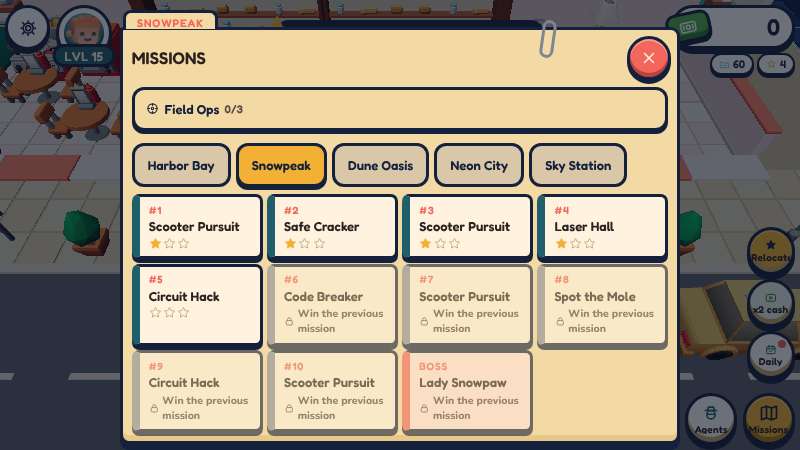 SNOWPEAK
MISSIONS
LVL 15
0
60
4
Field Ops 0/3
Harbor Bay
Snowpeak
Dune Oasis
Neon City
Sky Station
#1
Scooter Pursuit
#2
Safe Cracker
#3
Scooter Pursuit
#4
Laser Hall
#5
Circuit Hack
#6
Code Breaker
Win the previous
mission
#7
Scooter Pursuit
Win the previous
mission
#8
Spot the Mole
Win the previous
mission
#9
Circuit Hack
Win the previous
mission
#10
Scooter Pursuit
Win the previous
mission
BOSS
Lady Snowpaw
Win the previous
mission
Relocate
x2 cash
Daily
Agents
Missions